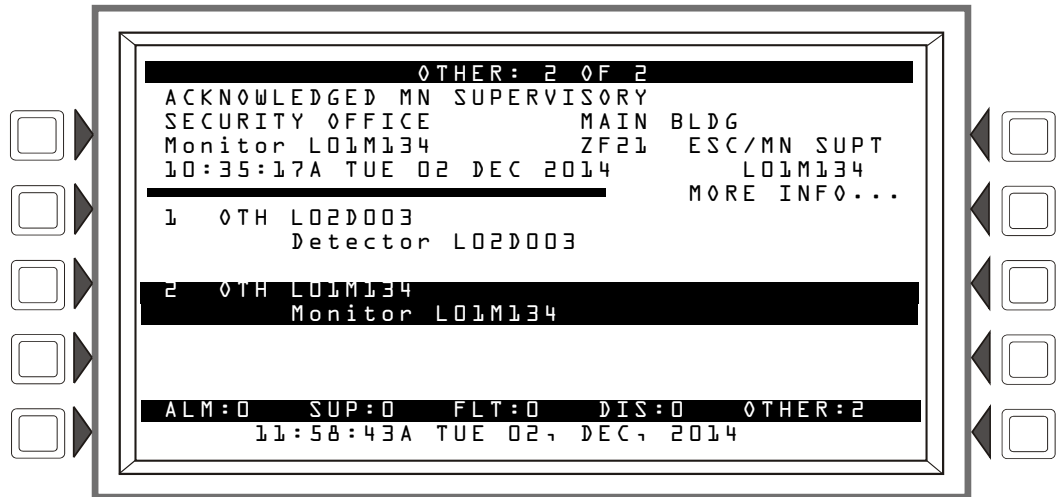 OTHER: 2 OF 2
ACKNOWLEDGED MN SUPERVISORY
SECURITY OFFICE MAIN BLDG
Monitor L01M134 ZF21 ESC/MN SUPT
10:35:17A TUE 02 DEC 2014 L01M134
MORE INFO...
1 OTH L02D003
Detector L02D003
2 OTH L01M134
Monitor L01M134
ALM:0 SUP:0 FLT:0 DIS:0 OTHER:2
11:58:43A TUE 02, DEC, 2014